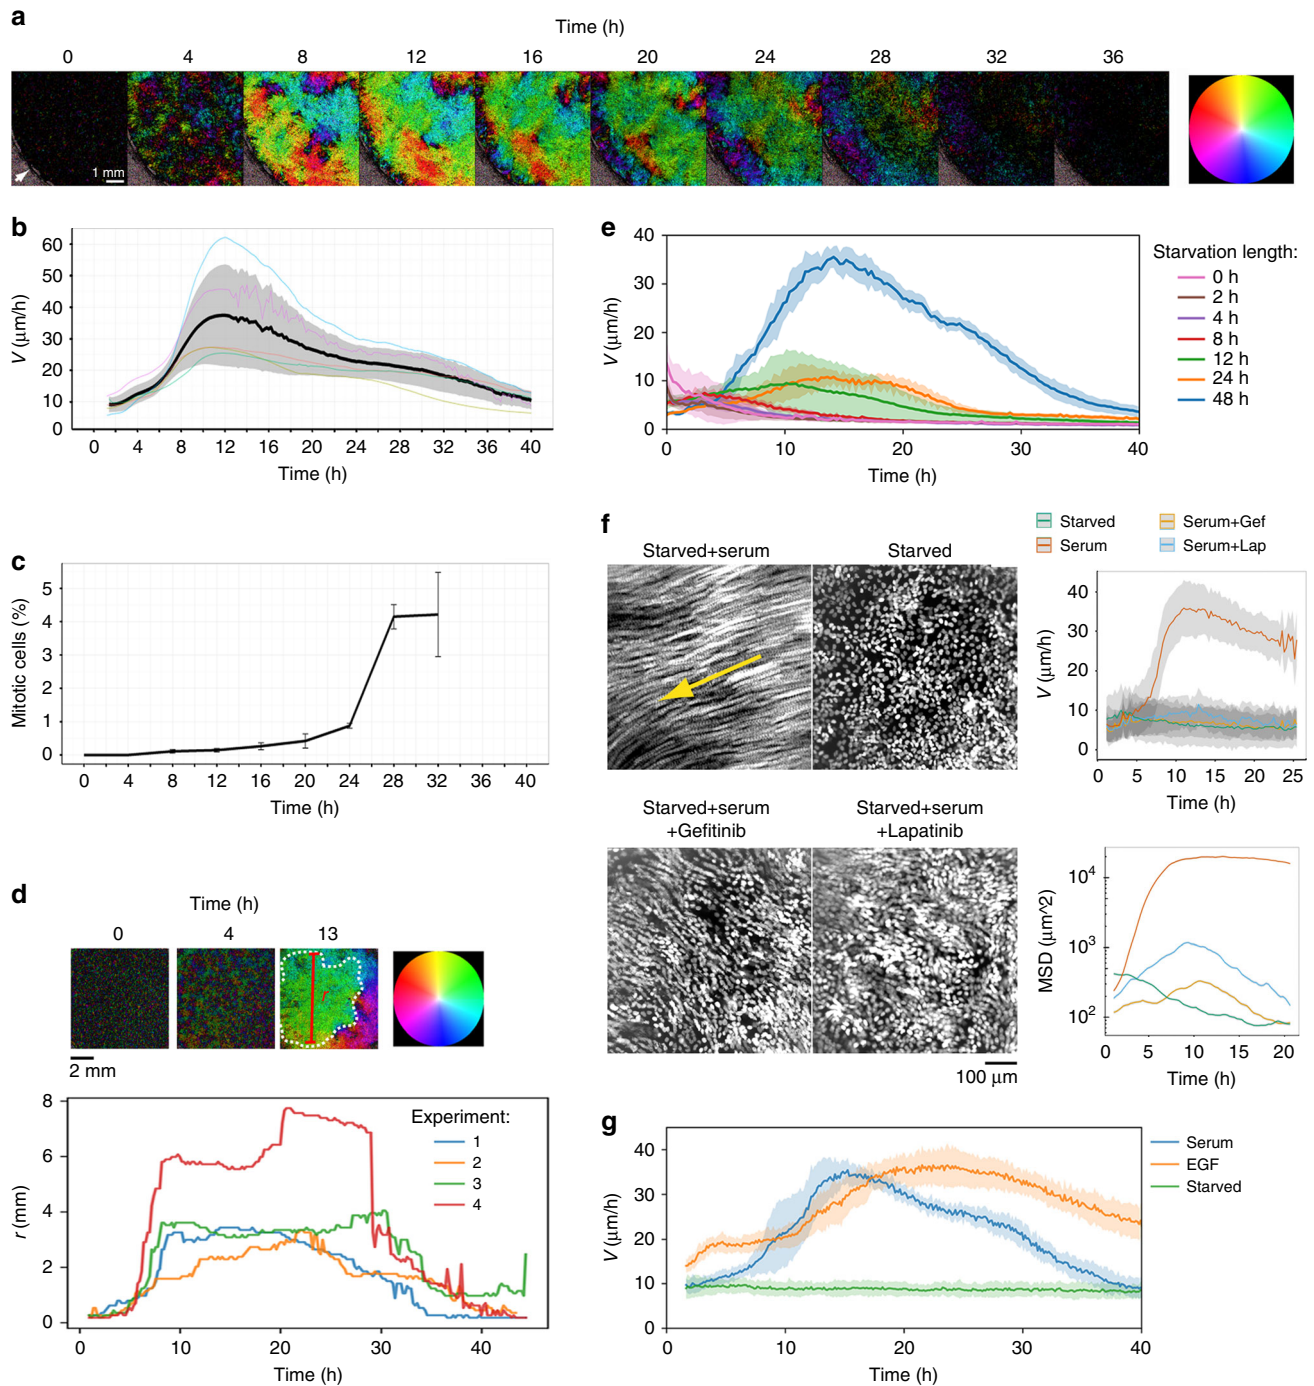 a
Time (h)
0 4 8 12 16 20 24 28 32 36
1 mm
b
V (μm/h)
60
50
40
30
20
10
0
0 4 8 12 16 20 24 28 32 36 40
Time (h)
c
Mitotic cells (%)
5
4
3
2
1
0
0 4 8 12 16 20 24 28 32 36 40
Time (h)
d
Time (h)
0 4 13
r
2 mm
r (mm)
8
6
4
2
0
Experiment:
1
2
3
4
0 10 20 30 40
Time (h)
e
V (μm/h)
40
30
20
10
0
0 10 20 30 40
Time (h)
Starvation length:
0 h
2 h
4 h
8 h
12 h
24 h
48 h
f
Starved+serum Starved
Starved+serum
+Gefitinib
Starved+serum
+Lapatinib
100 μm
Starved Serum+Gef
Serum Serum+Lap
V (μm/h)
40
30
20
10
0
0 5 10 15 20 25
Time (h)
MSD (μm^2)
10^4
10^3
10^2
0 5 10 15 20
Time (h)
g
V (μm/h)
40
30
20
10
0
0 10 20 30 40
Time (h)
Serum
EGF
Starved